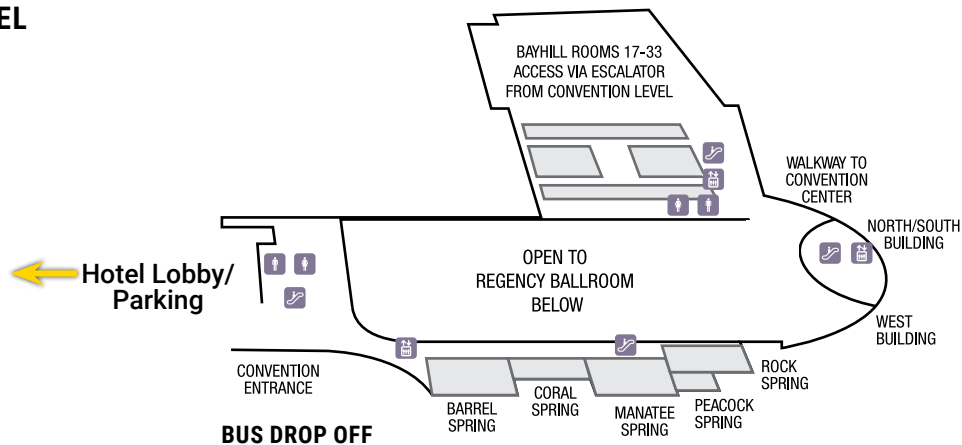 EL
BAYHILL ROOMS 17-33
ACCESS VIA ESCALATOR
FROM CONVENTION LEVEL
WALKWAY TO
CONVENTION
CENTER
NORTH/SOUTH
BUILDING
Hotel Lobby/
Parking
OPEN TO
REGENCY BALLROOM
BELOW
WEST
BUILDING
CONVENTION
ENTRANCE
BARREL
SPRING
CORAL
SPRING
MANATEE
SPRING
PEACOCK
SPRING
ROCK
SPRING
BUS DROP OFF